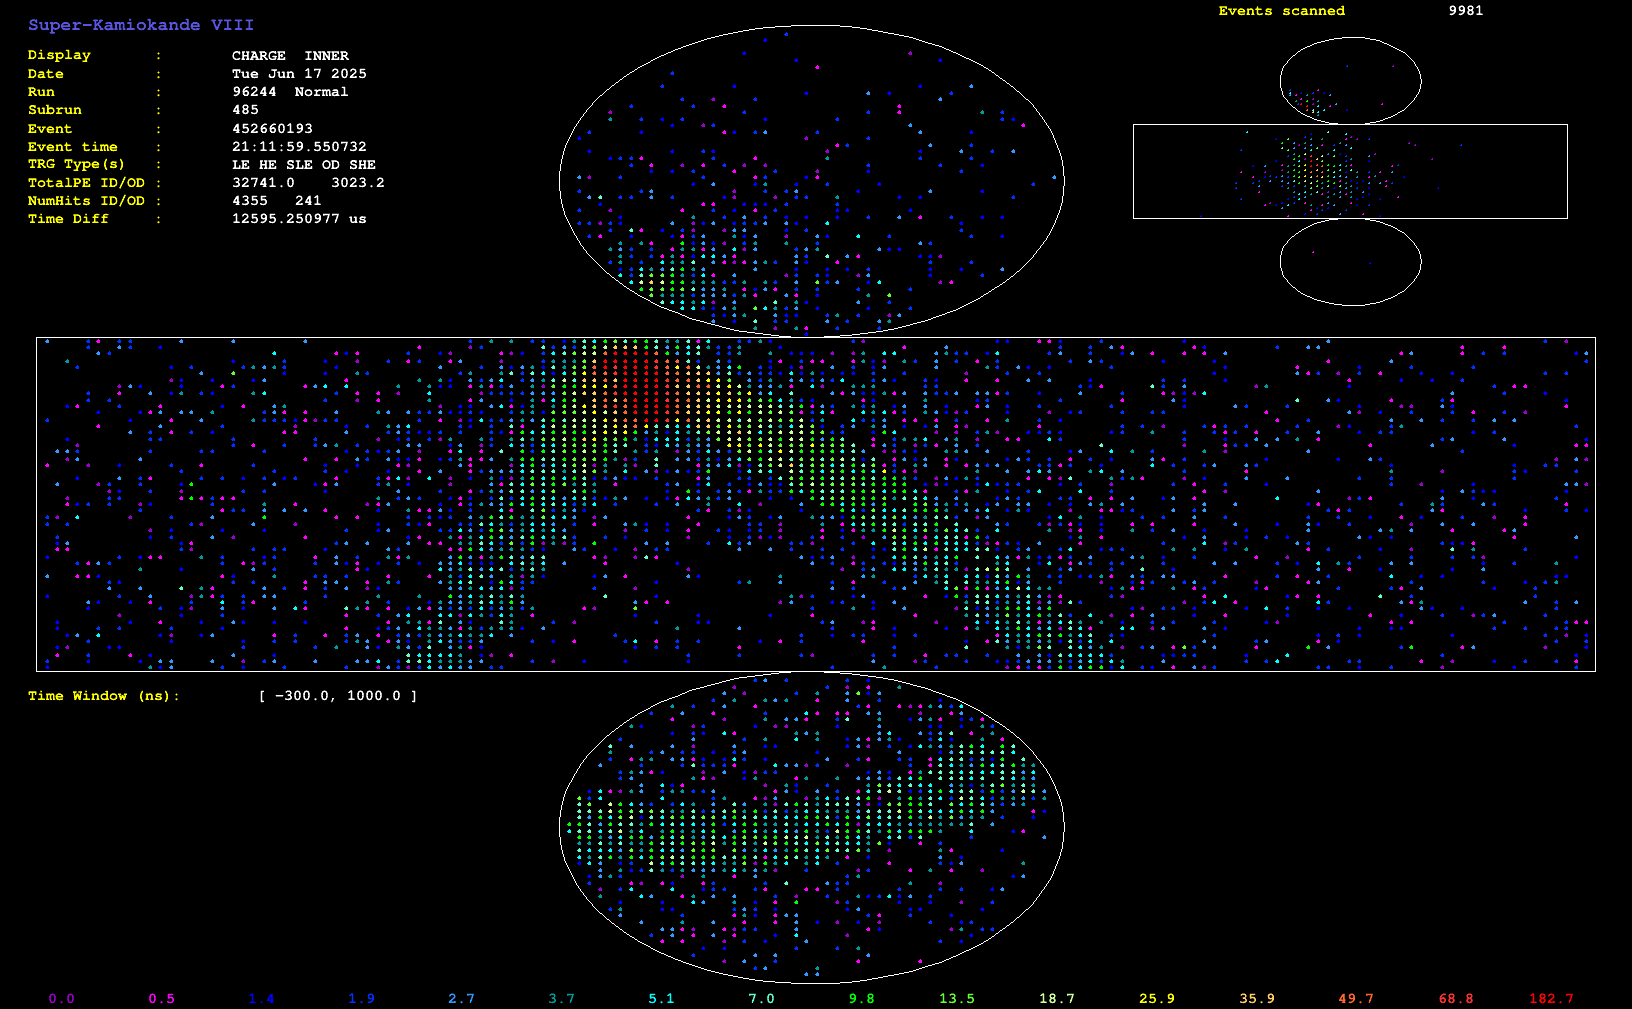 Super-Kamiokande VIII
Events scanned 9981
Display : CHARGE INNER
Date : Tue Jun 17 2025
Run : 96244 Normal
Subrun : 485
Event : 452660193
Event time : 21:11:59.550732
TRG Type(s) : LE HE SLE OD SHE
TotalPE ID/OD : 32741.0 3023.2
NumHits ID/OD : 4355 241
Time Diff : 12595.250977 us
Time Window (ns): [ −300.0, 1000.0 ]
0.0 0.5 1.4 1.9 2.7 3.7 5.1 7.0 9.8 13.5 18.7 25.9 35.9 49.7 68.8 182.7